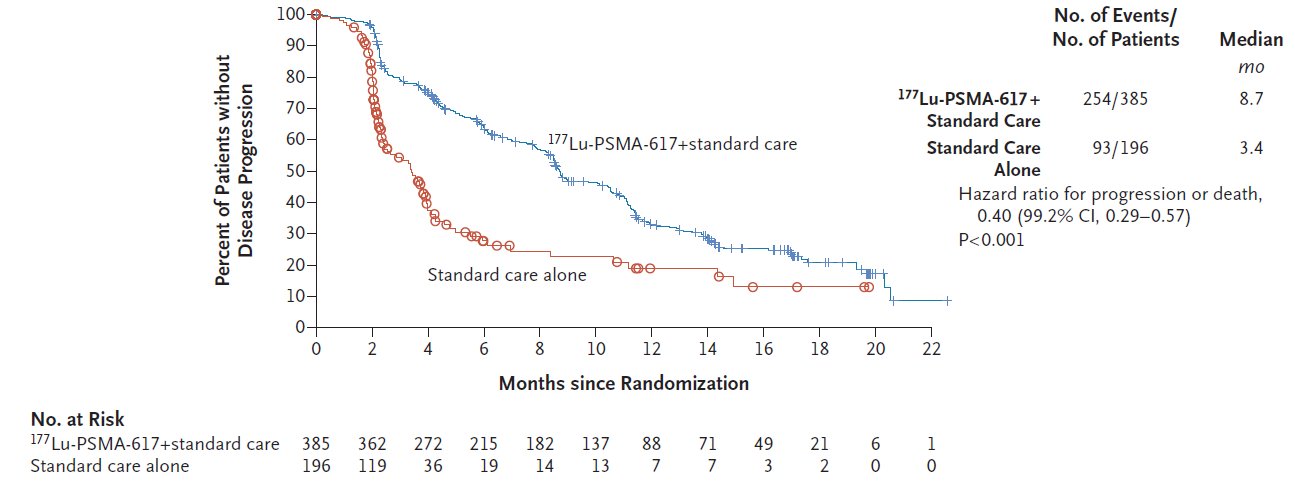 No. of Events/
No. of Patients
Median
mo
177Lu-PSMA-617+
Standard Care
254/385
8.7
Standard Care
Alone
93/196
3.4
Hazard ratio for progression or death,
0.40 (99.2% CI, 0.29–0.57)
P<0.001
Percent of Patients without
Disease Progression
100
90
80
70
60
50
40
30
20
10
0
177Lu-PSMA-617+standard care
Standard care alone
0 2 4 6 8 10 12 14 16 18 20 22
Months since Randomization
No. at Risk
177Lu-PSMA-617+standard care 385 362 272 215 182 137 88 71 49 21 6 1
Standard care alone 196 119 36 19 14 13 7 7 3 2 0 0